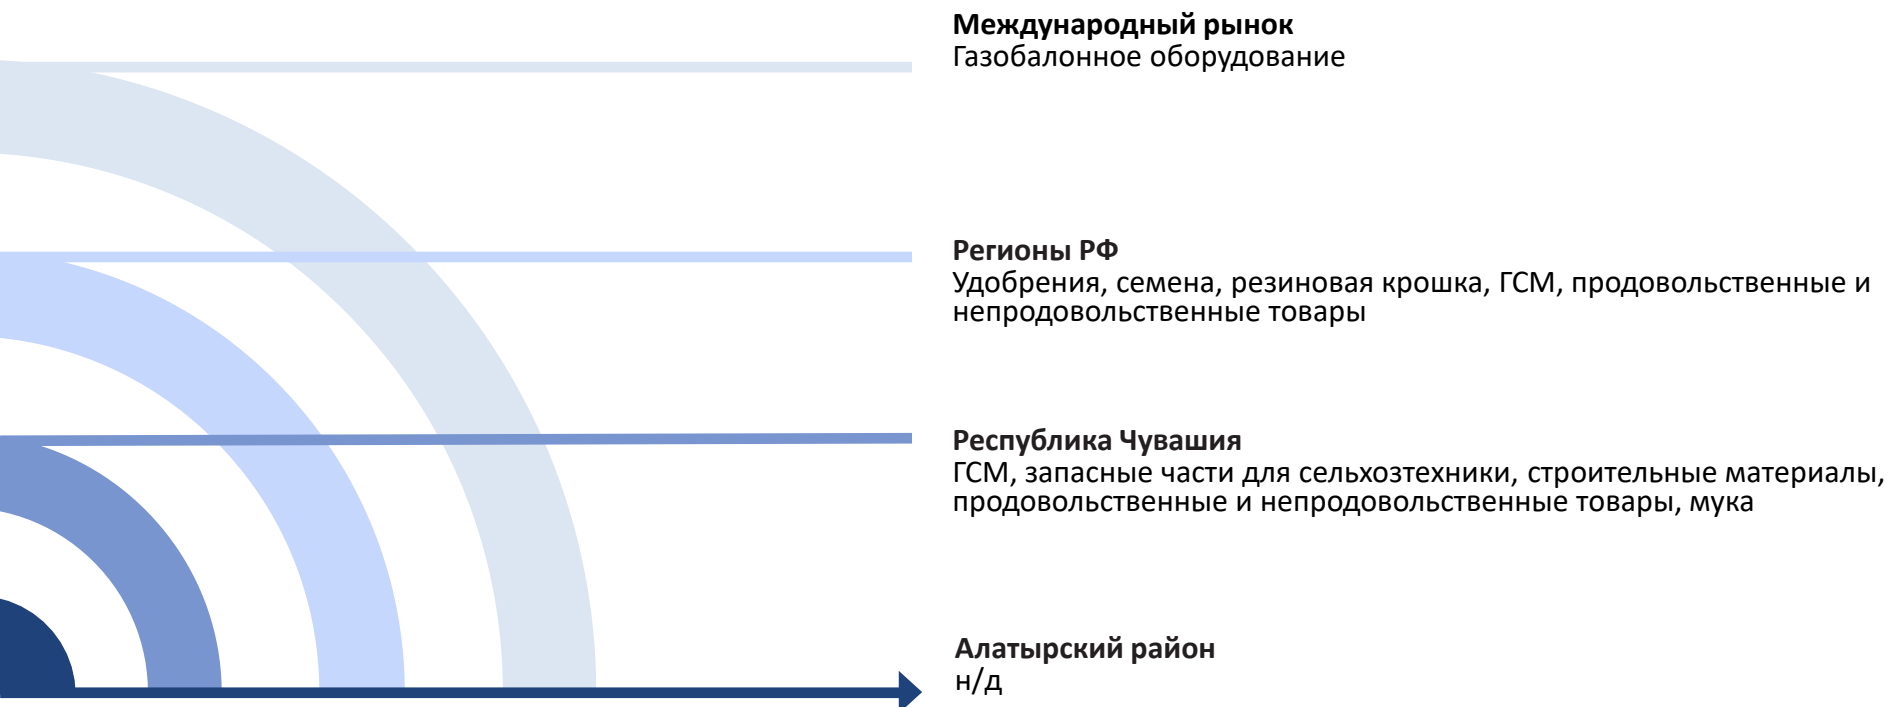 Международный рынок
Газобалонное оборудование
Регионы РФ
Удобрения, семена, резиновая крошка, ГСМ, продовольственные и
непродовольственные товары
Республика Чувашия
ГСМ, запасные части для сельхозтехники, строительные материалы,
продовольственные и непродовольственные товары, мука
Алатырский район
н/д